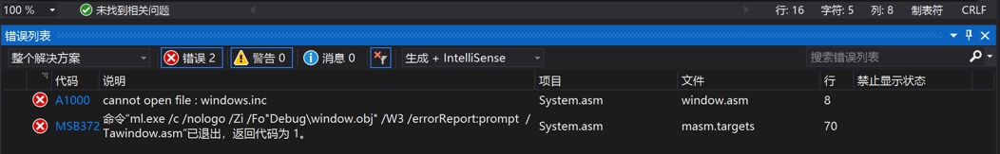 100 % 未找到相关问题 行: 16 字符: 5 列: 8 制表符 CRLF
错误列表
整个解决方案 错误 2 警告 0 消息 0 生成 + IntelliSense 搜索错误列表
代码 说明 项目 文件 行 禁止显示状态
A1000 cannot open file : windows.inc System.asm window.asm 8
MSB372 命令“ml.exe /c /nologo /Zi /Fo"Debug\window.obj" /W3 /errorReport:prompt /
Tawindow.asm”已退出，返回代码为 1。 System.asm masm.targets 70